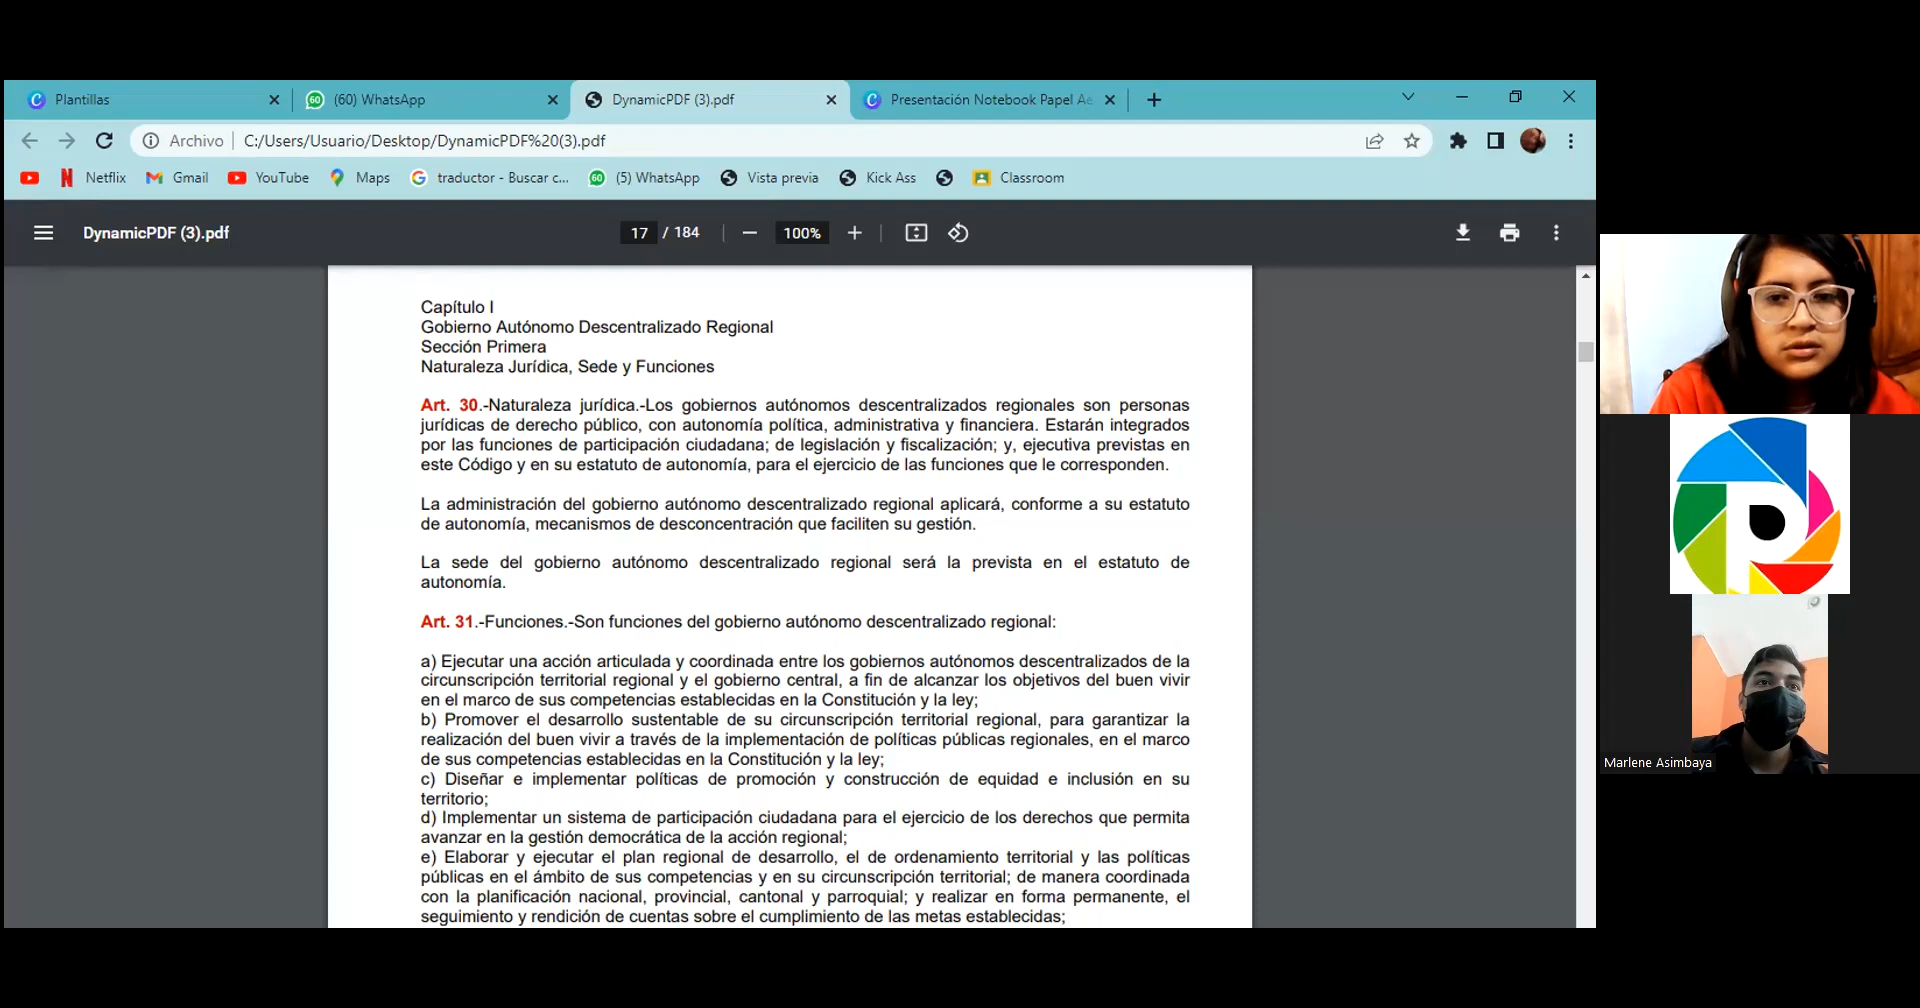 Plantillas
(60) WhatsApp
DynamicPDF (3).pdf
Presentación Notebook Papel Ae
Archivo
C:/Users/Usuario/Desktop/DynamicPDF%20(3).pdf
Netflix
Gmail
YouTube
Maps
traductor - Buscar c...
60
(5) WhatsApp
Vista previa
Kick Ass
Classroom
DynamicPDF (3).pdf
17 / 184
100%
Capítulo I
Gobierno Autónomo Descentralizado Regional
Sección Primera
Naturaleza Jurídica, Sede y Funciones
Art. 30.-Naturaleza jurídica.-Los gobiernos autónomos descentralizados regionales son personas
jurídicas de derecho público, con autonomía política, administrativa y financiera. Estarán integrados
por las funciones de participación ciudadana; de legislación y fiscalización; y, ejecutiva previstas en
este Código y en su estatuto de autonomía, para el ejercicio de las funciones que le corresponden.
La administración del gobierno autónomo descentralizado regional aplicará, conforme a su estatuto
de autonomía, mecanismos de desconcentración que faciliten su gestión.
La sede del gobierno autónomo descentralizado regional será la prevista en el estatuto de
autonomía.
Art. 31.-Funciones.-Son funciones del gobierno autónomo descentralizado regional:
a) Ejecutar una acción articulada y coordinada entre los gobiernos autónomos descentralizados de la
circunscripción territorial regional y el gobierno central, a fin de alcanzar los objetivos del buen vivir
en el marco de sus competencias establecidas en la Constitución y la ley;
b) Promover el desarrollo sustentable de su circunscripción territorial regional, para garantizar la
realización del buen vivir a través de la implementación de políticas públicas regionales, en el marco
de sus competencias establecidas en la Constitución y la ley;
c) Diseñar e implementar políticas de promoción y construcción de equidad e inclusión en su
territorio;
d) Implementar un sistema de participación ciudadana para el ejercicio de los derechos que permita
avanzar en la gestión democrática de la acción regional;
e) Elaborar y ejecutar el plan regional de desarrollo, el de ordenamiento territorial y las políticas
públicas en el ámbito de sus competencias y en su circunscripción territorial; de manera coordinada
con la planificación nacional, provincial, cantonal y parroquial; y realizar en forma permanente, el
seguimiento y rendición de cuentas sobre el cumplimiento de las metas establecidas;
Marlene Asimbaya